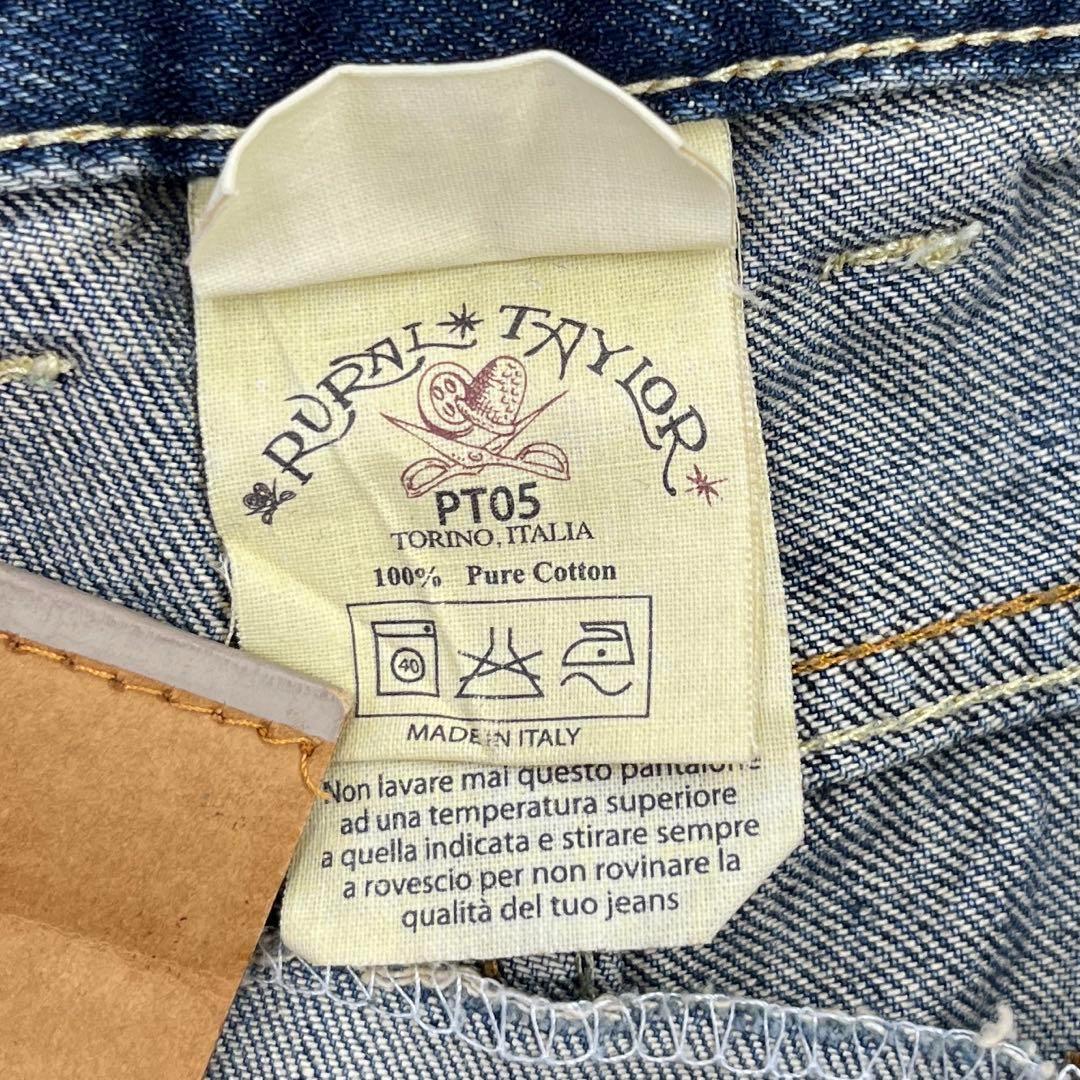 RURAL TAYLOR
PT05
TORINO, ITALIA
100% Pure Cotton
40
MADE IN ITALY
Non lavare mai questo pantalone
ad una temperatura superiore
a quella indicata e stirare sempre
a rovescio per non rovinare la
qualità del tuo jeans